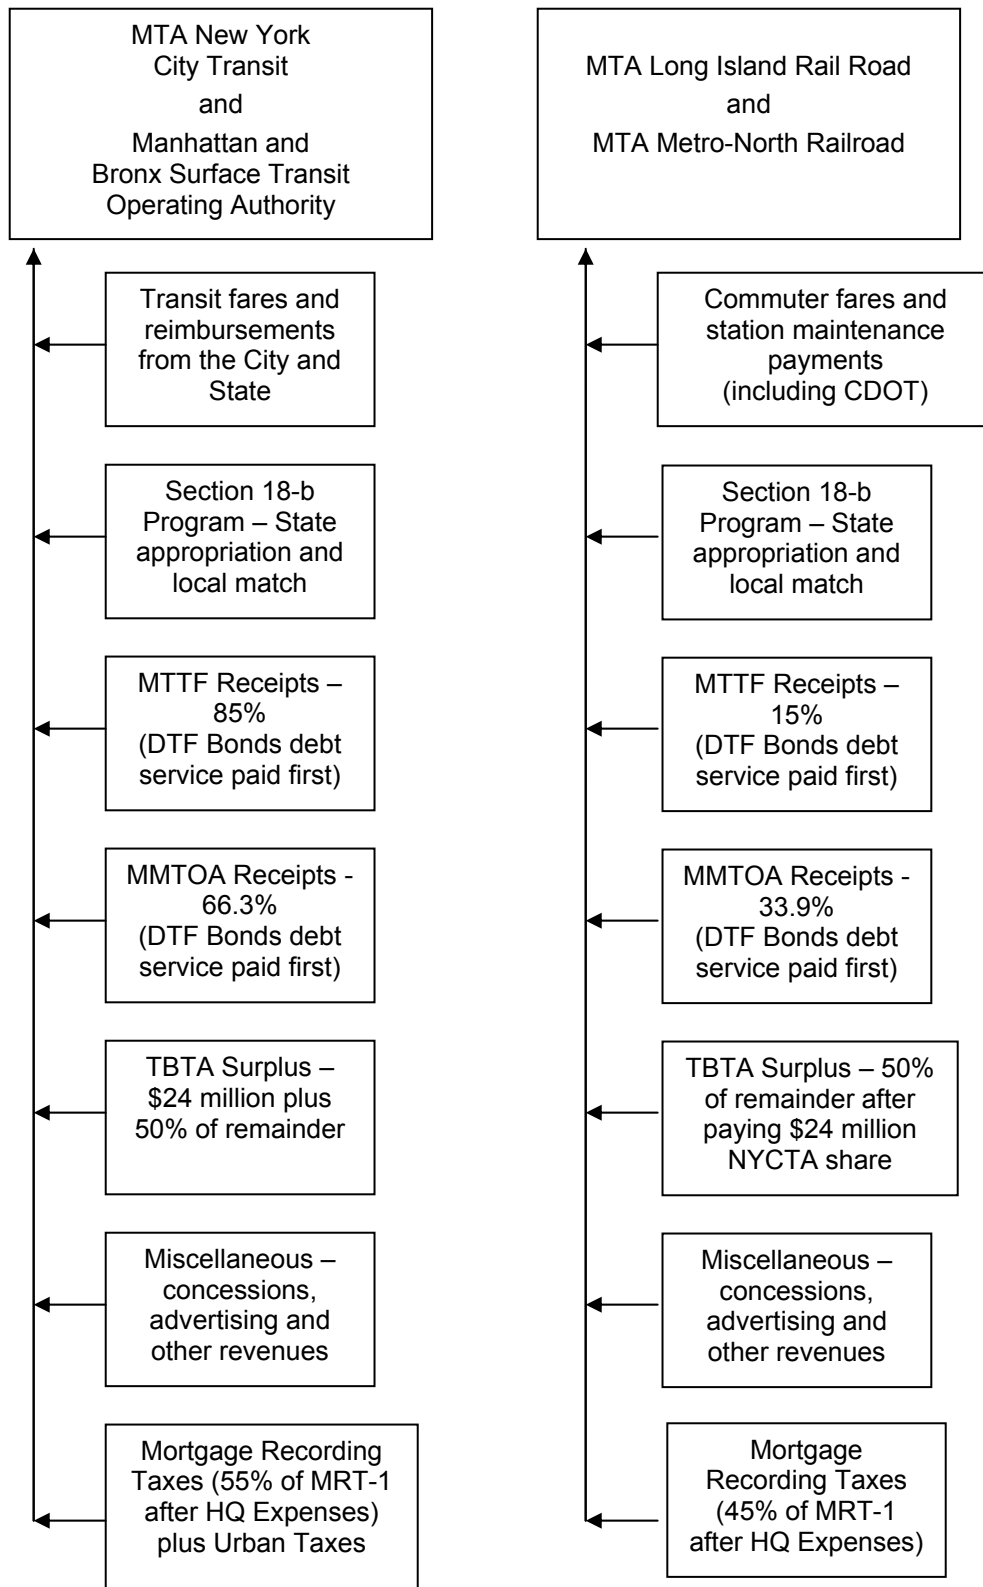 MTA New York
City Transit
and
Manhattan and
Bronx Surface Transit
Operating Authority
Transit fares and
reimbursements
from the City and
State
Section 18-b
Program – State
appropriation and
local match
MTTF Receipts –
85%
(DTF Bonds debt
service paid first)
MMTOA Receipts -
66.3%
(DTF Bonds debt
service paid first)
TBTA Surplus –
$24 million plus
50% of remainder
Miscellaneous –
concessions,
advertising and
other revenues
Mortgage Recording
Taxes (55% of MRT-1
after HQ Expenses)
plus Urban Taxes
MTA Long Island Rail Road
and
MTA Metro-North Railroad
Commuter fares and
station maintenance
payments
(including CDOT)
Section 18-b
Program – State
appropriation and
local match
MTTF Receipts –
15%
(DTF Bonds debt
service paid first)
MMTOA Receipts -
33.9%
(DTF Bonds debt
service paid first)
TBTA Surplus – 50%
of remainder after
paying $24 million
NYCTA share
Miscellaneous –
concessions,
advertising and
other revenues
Mortgage
Recording Taxes
(45% of MRT-1
after HQ Expenses)